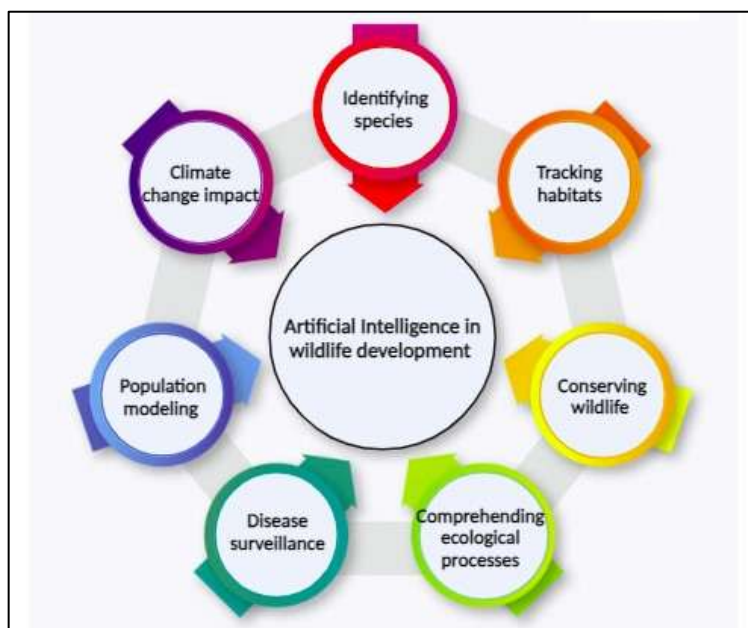 Identifying
species
Tracking
habitats
Conserving
wildlife
Comprehending
ecological
processes
Disease
surveillance
Population
modeling
Climate
change impact
Artificial Intelligence in
wildlife development